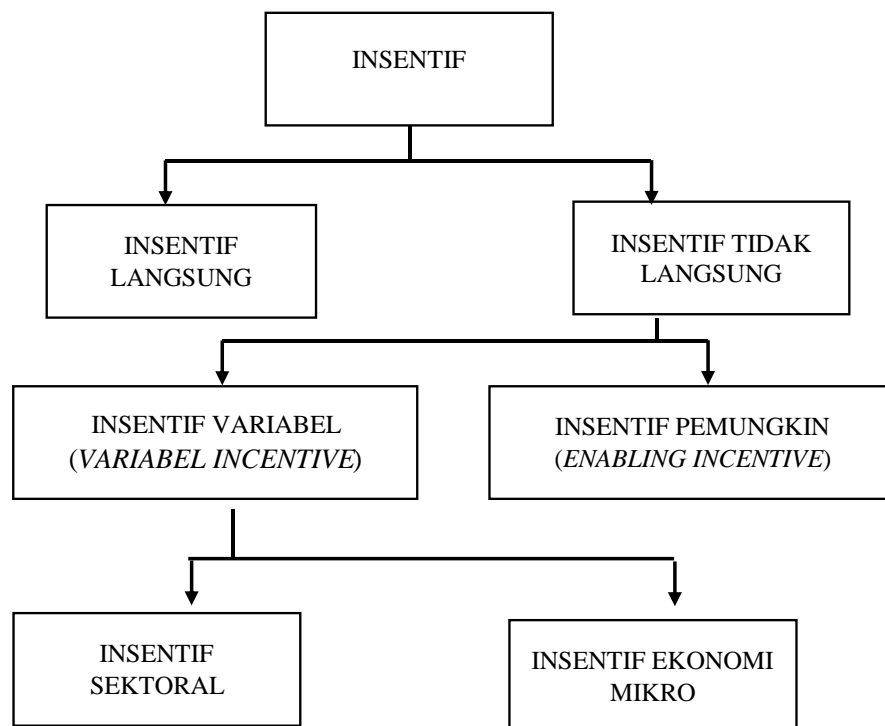 INSENTIF
INSENTIF
LANGSUNG
INSENTIF TIDAK
LANGSUNG
INSENTIF VARIABEL
(VARIABEL INCENTIVE)
INSENTIF PEMUNGKIN
(ENABLING INCENTIVE)
INSENTIF
SEKTORAL
INSENTIF EKONOMI
MIKRO